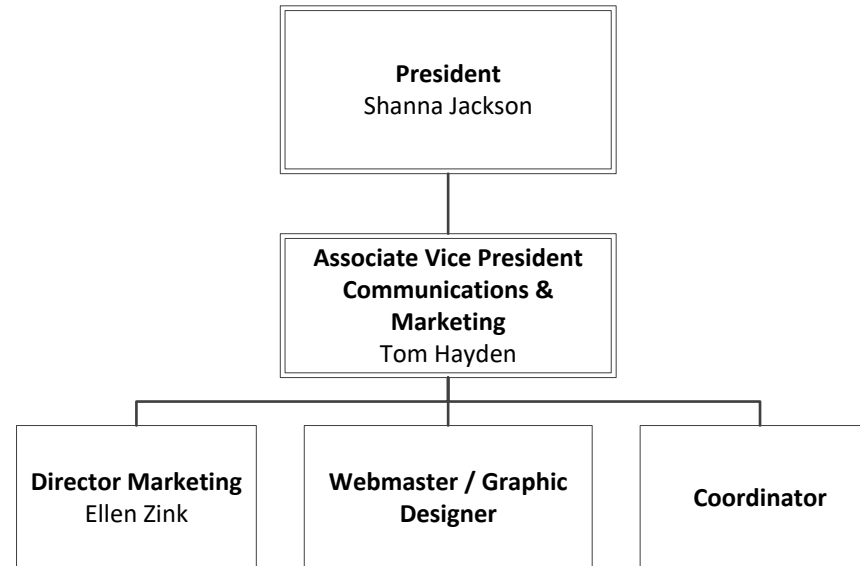 President
Shanna Jackson
Associate Vice President
Communications &
Marketing
Tom Hayden
Director Marketing
Ellen Zink
Webmaster / Graphic
Designer
Coordinator